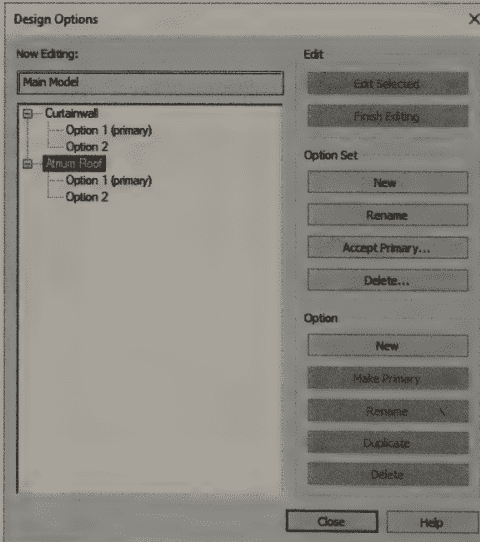 Design Options
Now Editing:
Main Model
Curtainwall
Option 1 (primary)
Option 2
Atrium Roof
Option 1 (primary)
Option 2
Edit
Edit Selected
Finish Editing
Option Set
New
Rename
Accept Primary...
Delete...
Option
New
Make Primary
Rename
Duplicate
Delete
Close
Help